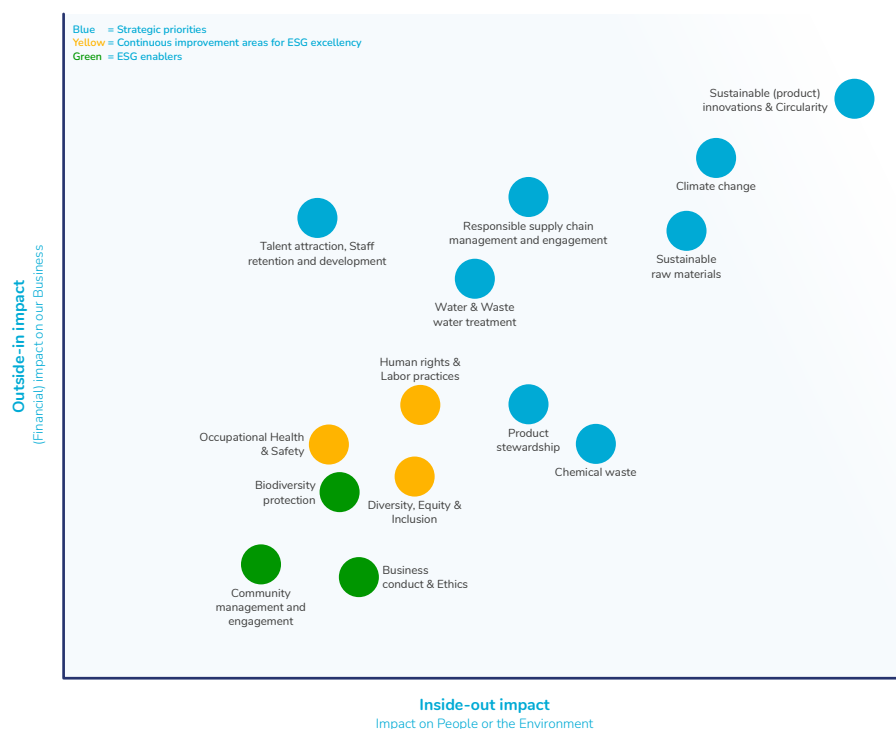 Blue = Strategic priorities
Yellow = Continuous improvement areas for ESG excellency
Green = ESG enablers
Sustainable (product)
innovations & Circularity
Climate change
Responsible supply chain
management and engagement
Talent attraction, Staff
retention and development
Sustainable
raw materials
Water & Waste
water treatment
Human rights &
Labor practices
Occupational Health
& Safety
Product
stewardship
Chemical waste
Biodiversity
protection
Diversity, Equity &
Inclusion
Business
conduct & Ethics
Community
management and
engagement
Outside-in impact
(Financial) impact on our Business
Inside-out impact
Impact on People or the Environment